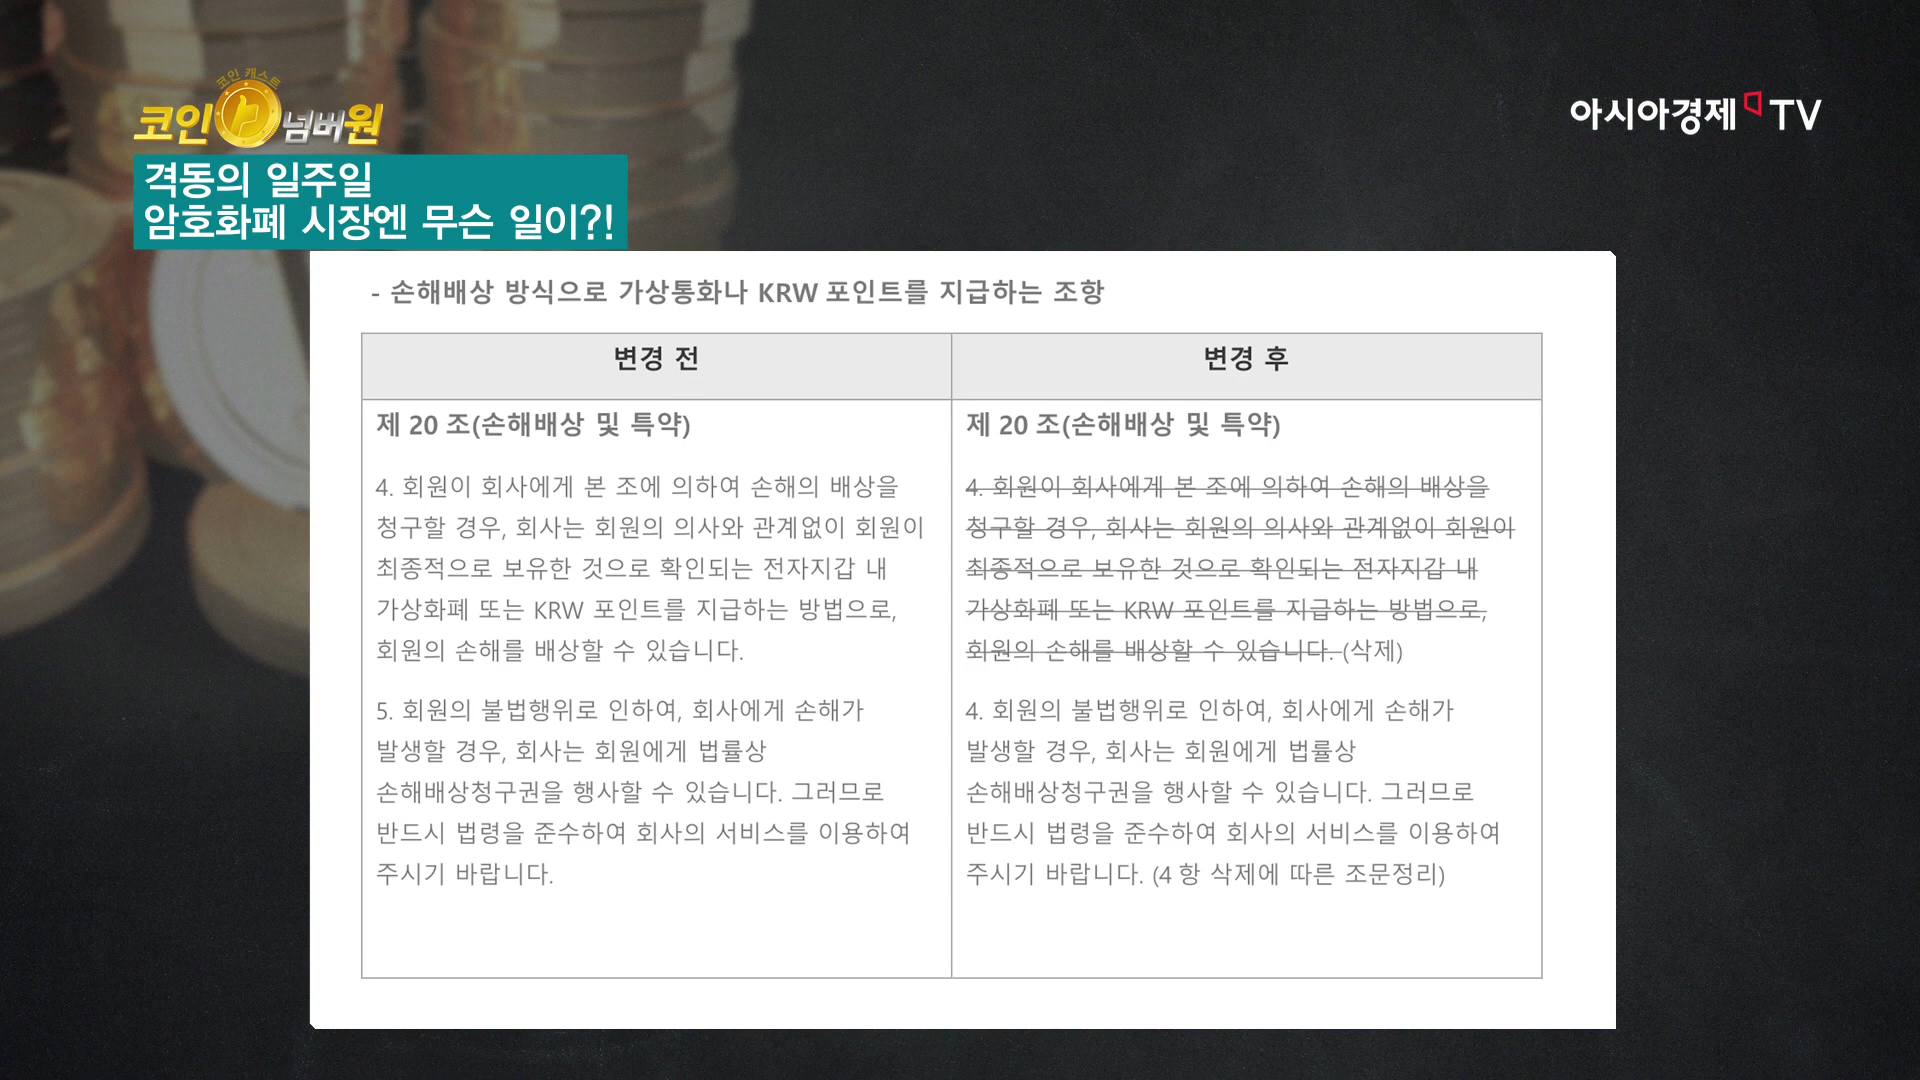 코인 캐스트
코인 넘버원
아시아경제TV
격동의 일주일
암호화폐 시장엔 무슨 일이?!
- 손해배상 방식으로 가상통화나 KRW 포인트를 지급하는 조항
변경 전
변경 후
제 20 조(손해배상 및 특약)
4. 회원이 회사에게 본 조에 의하여 손해의 배상을
청구할 경우, 회사는 회원의 의사와 관계없이 회원이
최종적으로 보유한 것으로 확인되는 전자지갑 내
가상화폐 또는 KRW 포인트를 지급하는 방법으로,
회원의 손해를 배상할 수 있습니다.
5. 회원의 불법행위로 인하여, 회사에게 손해가
발생할 경우, 회사는 회원에게 법률상
손해배상청구권을 행사할 수 있습니다. 그러므로
반드시 법령을 준수하여 회사의 서비스를 이용하여
주시기 바랍니다.
제 20 조(손해배상 및 특약)
4. 회원이 회사에게 본 조에 의하여 손해의 배상을
청구할 경우, 회사는 회원의 의사와 관계없이 회원이
최종적으로 보유한 것으로 확인되는 전자지갑 내
가상화폐 또는 KRW 포인트를 지급하는 방법으로,
회원의 손해를 배상할 수 있습니다. (삭제)
4. 회원의 불법행위로 인하여, 회사에게 손해가
발생할 경우, 회사는 회원에게 법률상
손해배상청구권을 행사할 수 있습니다. 그러므로
반드시 법령을 준수하여 회사의 서비스를 이용하여
주시기 바랍니다. (4 항 삭제에 따른 조문정리)